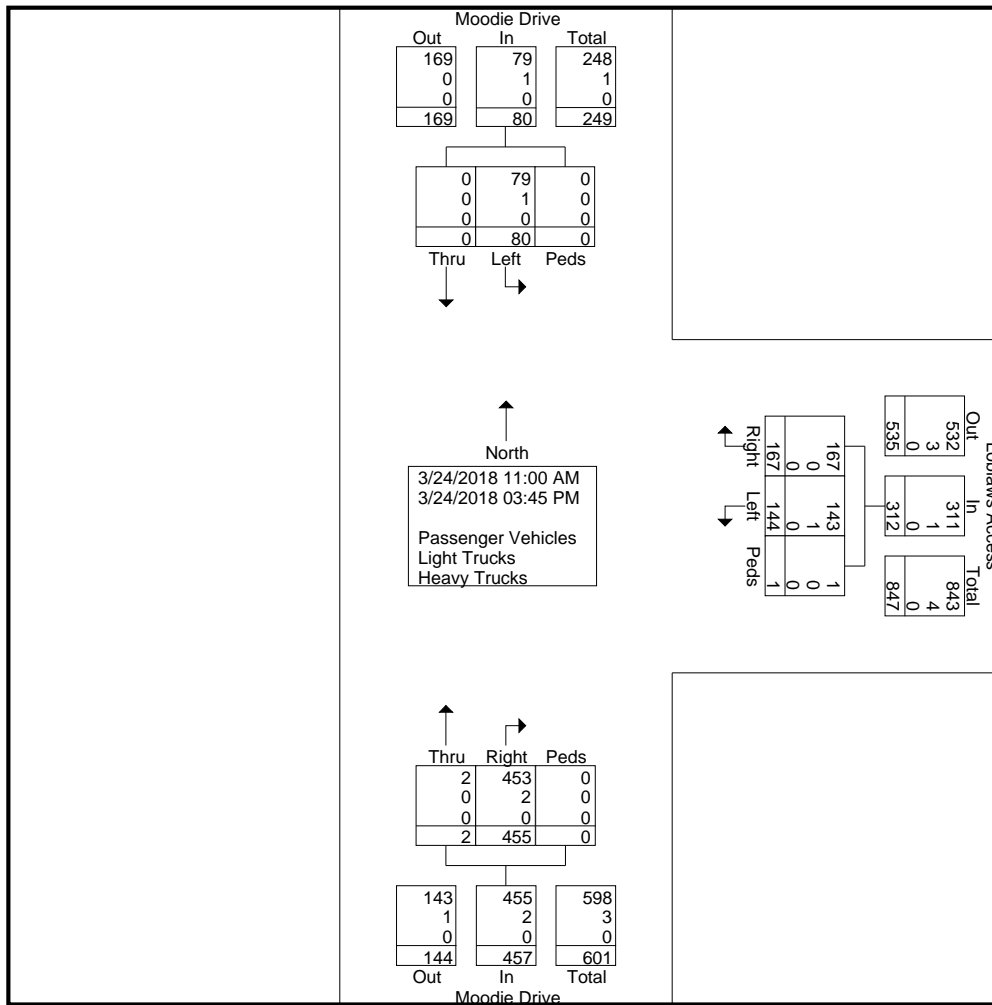 Moodie Drive
Out In Total
169 79 248
0 1 1
0 0 0
169 80 249
0 79 0
0 1 0
0 0 0
0 80 0
Thru Left Peds
North
3/24/2018 11:00 AM
3/24/2018 03:45 PM
Passenger Vehicles
Light Trucks
Heavy Trucks
Loblaws Access
Out In Total
532 311 843
3 1 4
0 0 0
535 312 847
167 143 1
0 1 0
0 0 0
167 144 1
Right Left Peds
Thru Right Peds
2 453 0
0 2 0
0 0 0
2 455 0
143 455 598
1 2 3
0 0 0
144 457 601
Out In Total
Moodie Drive